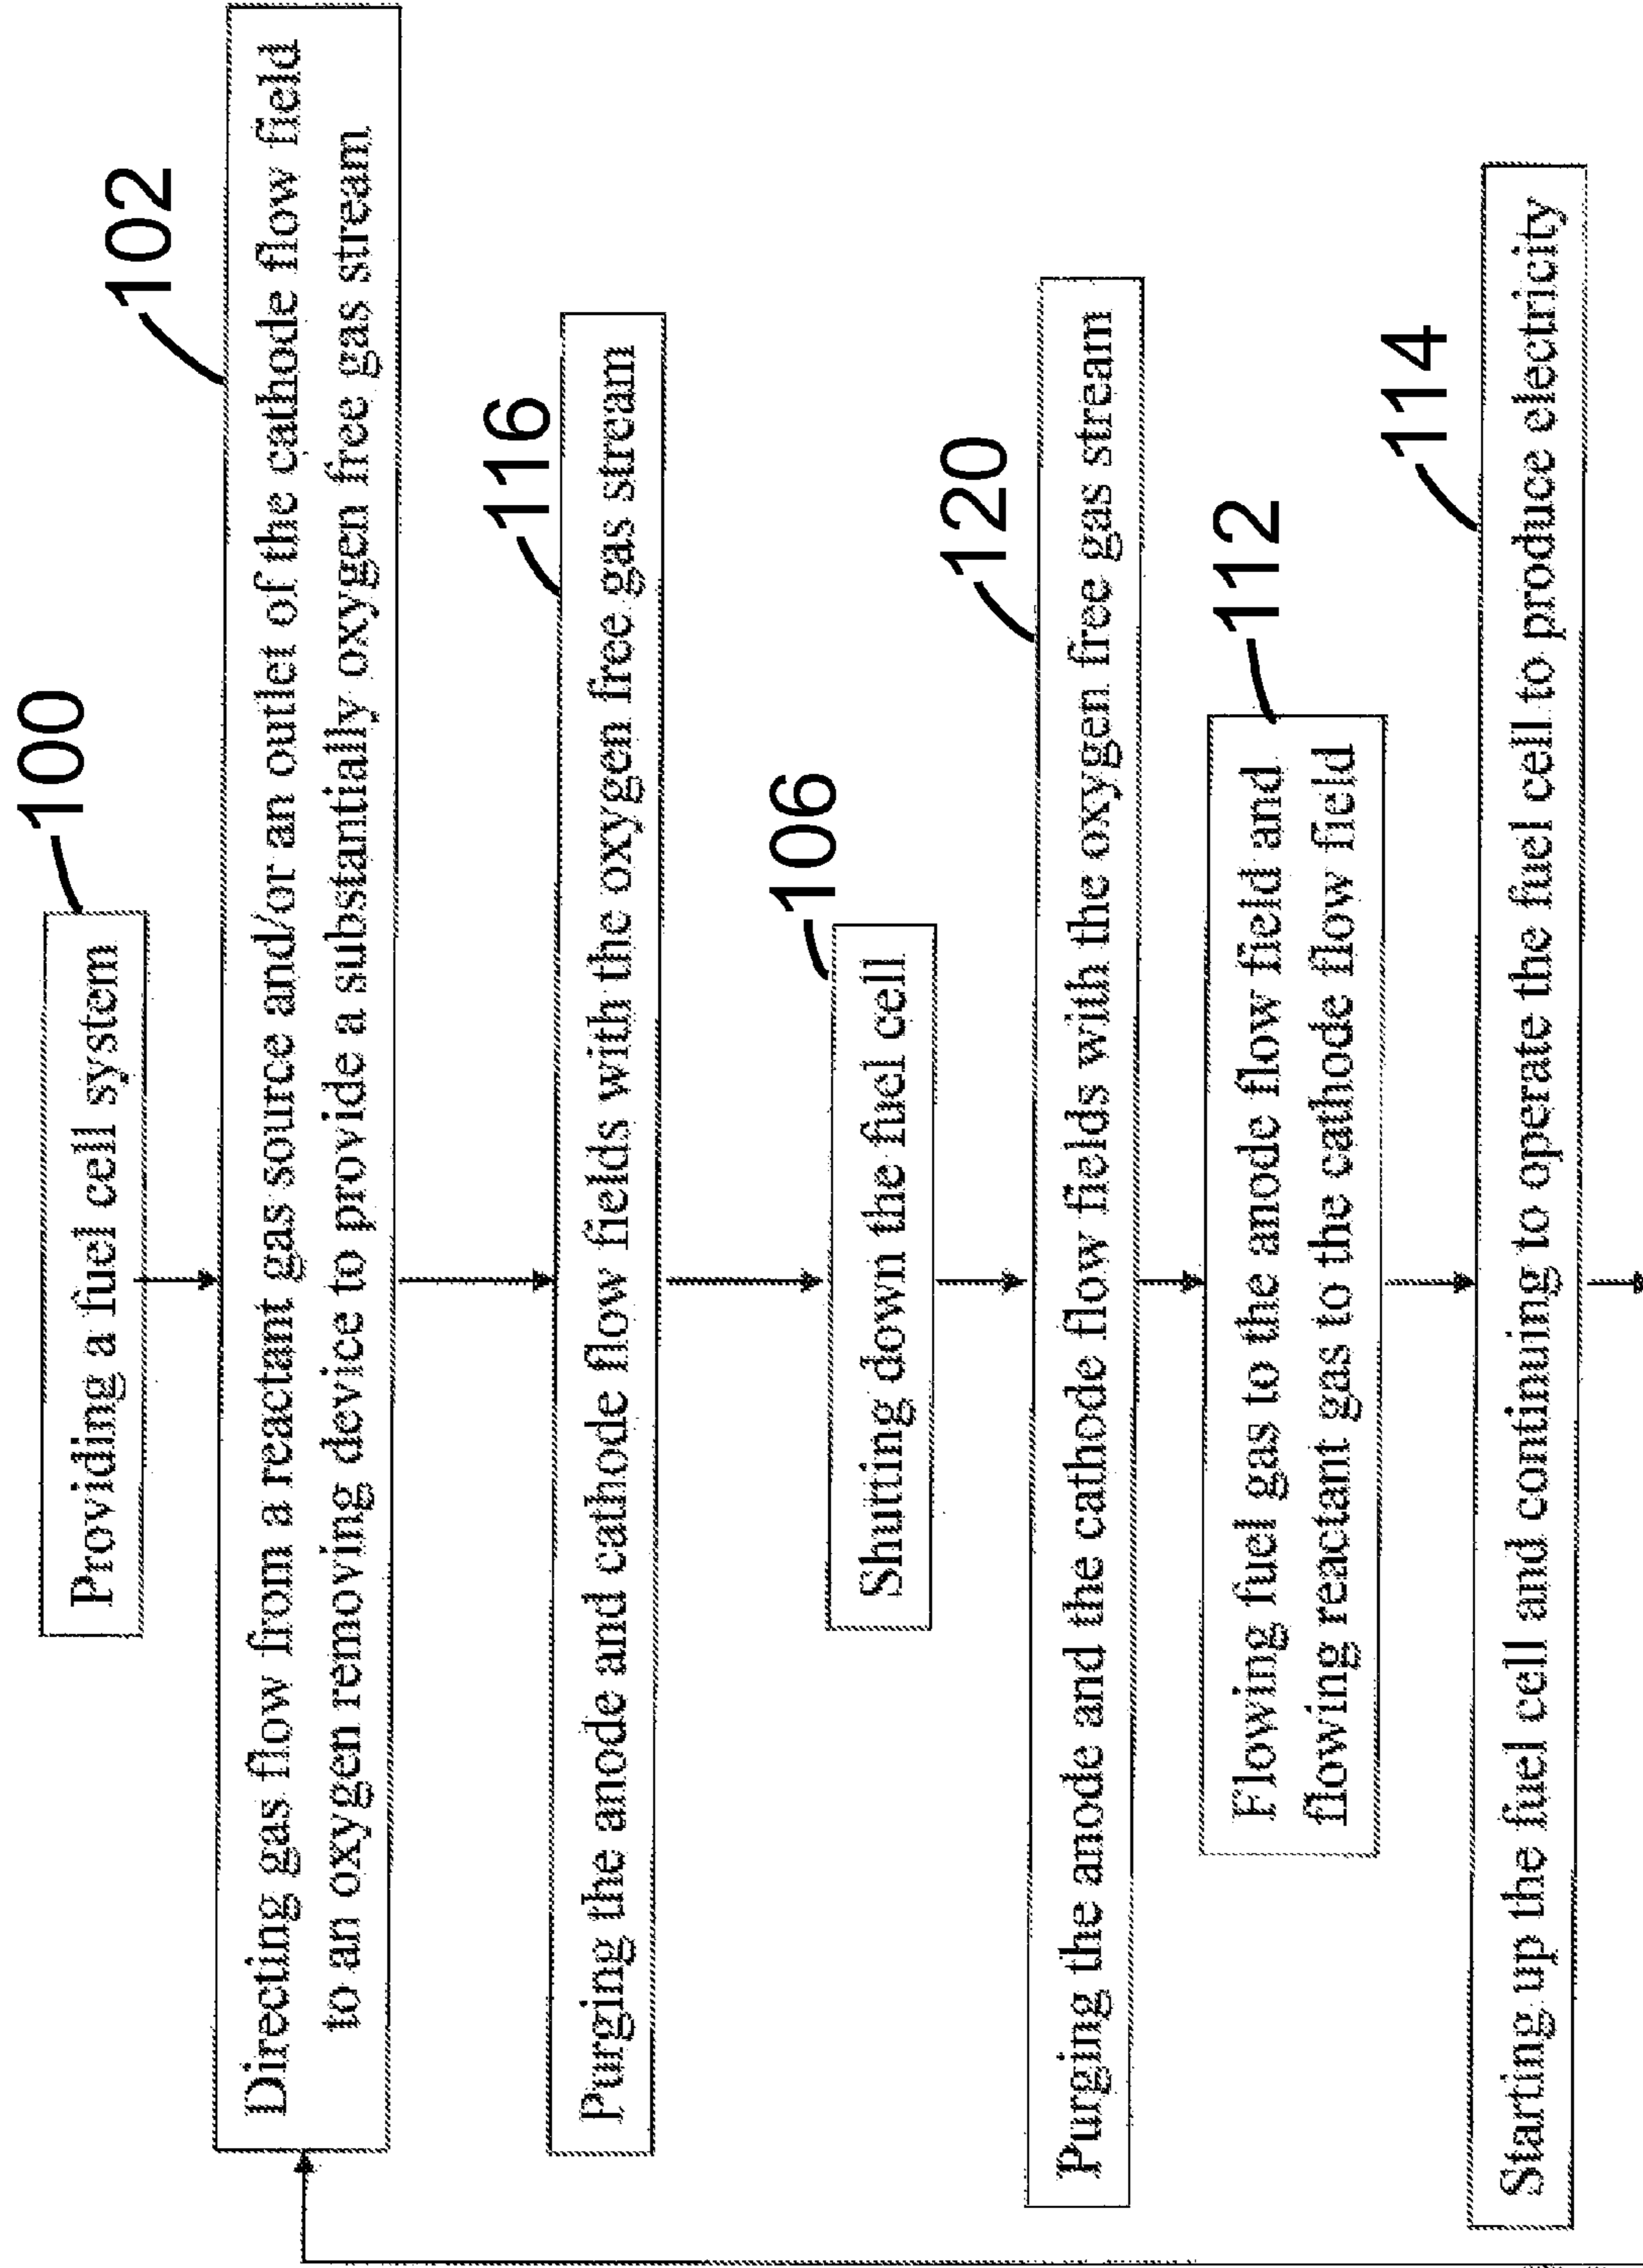 100
Providing a fuel cell system
102
Directing gas flow from a reactant gas source and/or an outlet of the cathode flow field
to an oxygen removing device to provide a substantially oxygen free gas stream
116
Purging the anode and cathode flow fields with the oxygen free gas stream
106
Shutting down the fuel cell
120
Purging the anode and the cathode flow fields with the oxygen free gas stream
112
Flowing fuel gas to the anode flow field and
flowing reactant gas to the cathode flow field
114
Starting up the fuel cell and continuing to operate the fuel cell to produce electricity